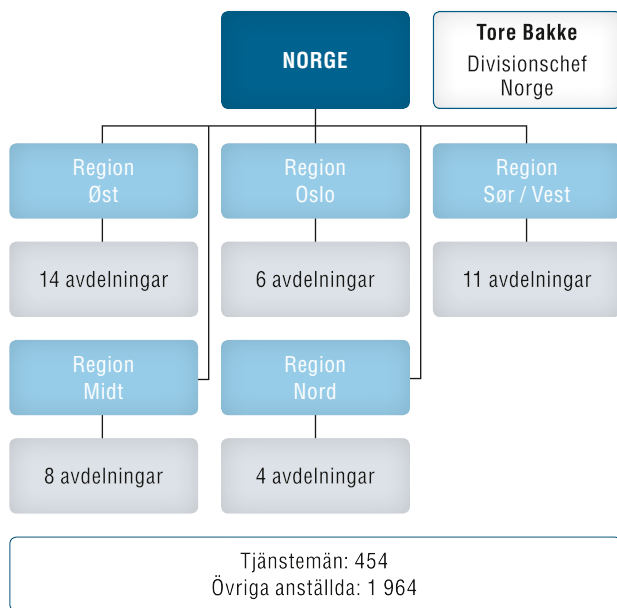 NORGE
Tore Bakke
Divisionschef
Norge
Region
Øst
Region
Oslo
Region
Sør / Vest
14 avdelningar
6 avdelningar
11 avdelningar
Region
Midt
Region
Nord
8 avdelningar
4 avdelningar
Tjänstemän: 454
Övriga anställda: 1 964